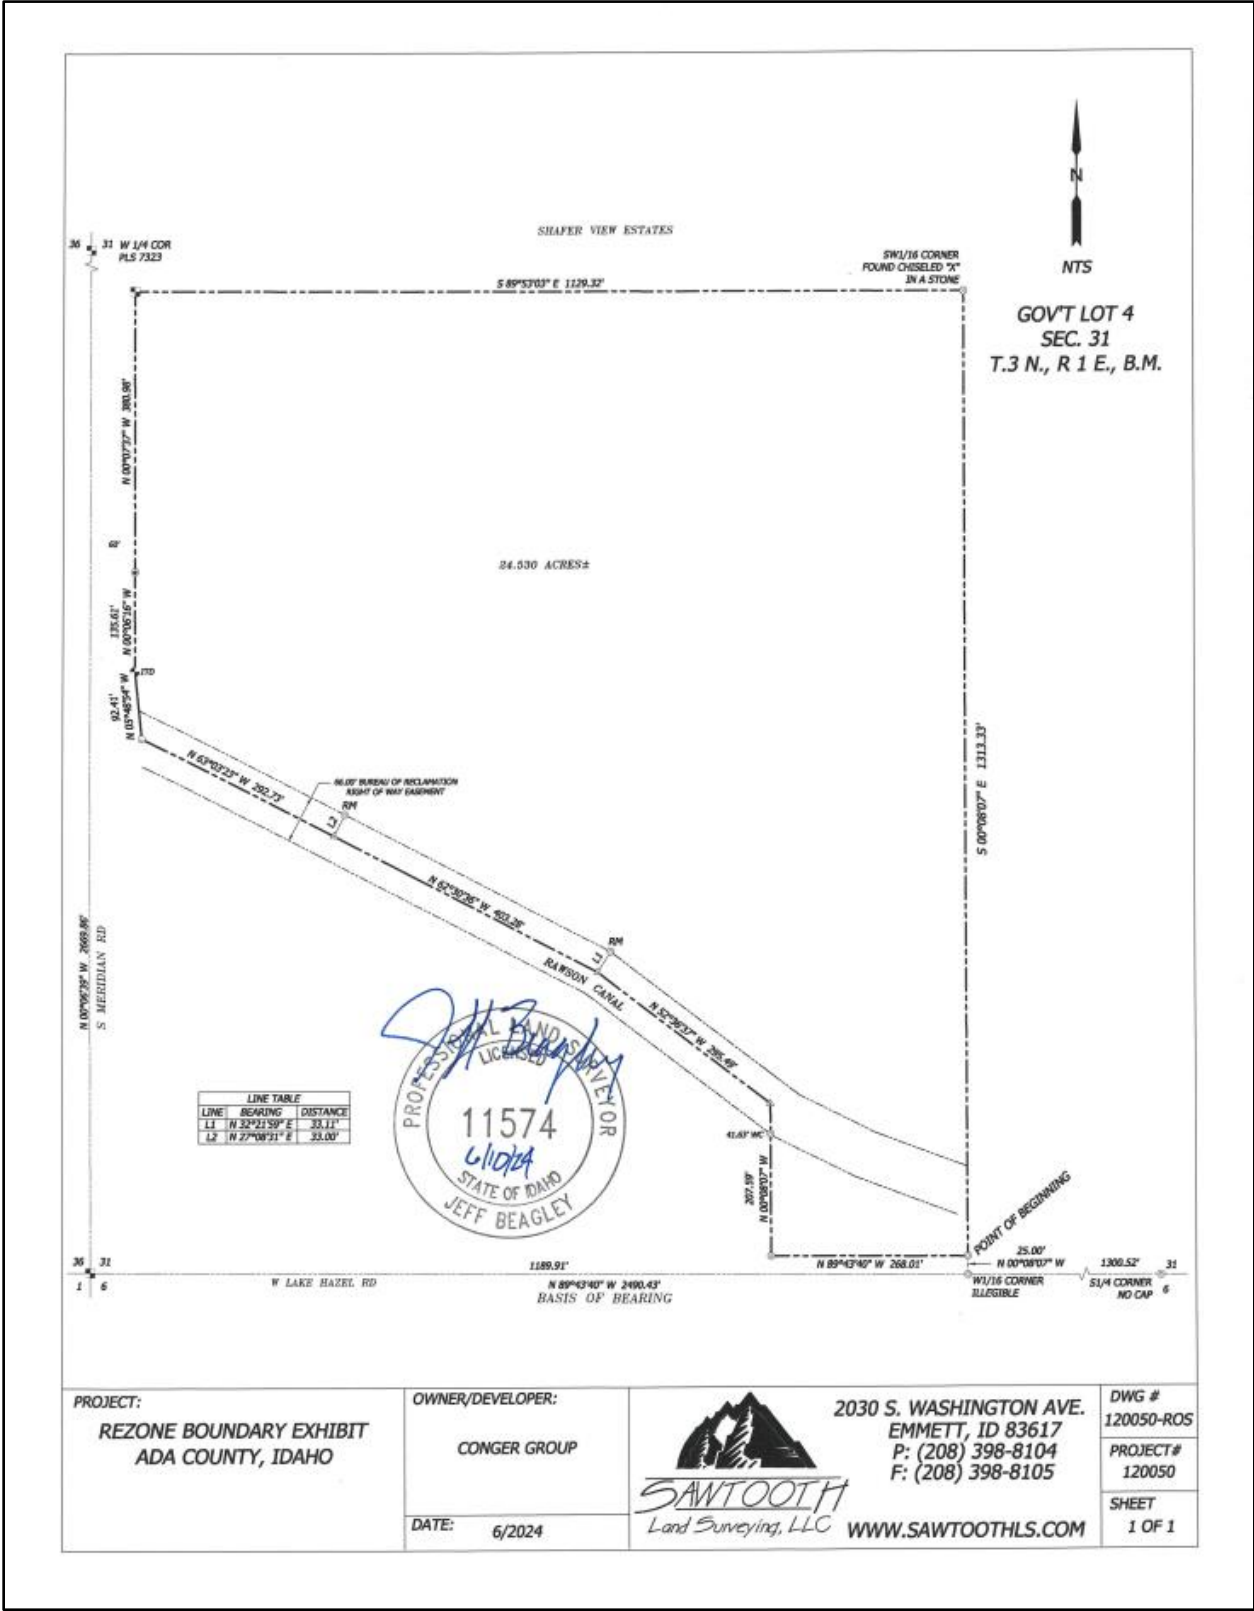 SHAFER VIEW ESTATES
36 31 W 1/4 COR
PLS 7323
SW1/16 CORNER
FOUND CHISELED "X"
IN A STONE
N
NTS
S 89°53'03" E 1129.32'
GOV'T LOT 4
SEC. 31
T.3 N., R 1 E., B.M.
N 00°07'37" W 380.98'
24.530 ACRES±
135.61'
N 00°06'16" W
ITD
92.41'
N 05°48'54" W
N 63°03'25" W 292.73'
66.00' BUREAU OF RECLAMATION
RIGHT OF WAY EASEMENT
RM
L2
S 00°08'07" E 1313.33'
N 62°30'36" W 403.28'
RM
L1
RAWSON CANAL
N 52°36'37" W 295.49'
N 00°06'39" W 2669.86'
S MERIDIAN RD
PROFESSIONAL LAND SURVEYOR
LICENSED
11574
6/10/24
STATE OF IDAHO
JEFF BEAGLEY
LINE TABLE
LINE BEARING DISTANCE
L1 N 32°21'59" E 33.11'
L2 N 27°08'31" E 33.00'
41.63' WC
207.59'
N 00°08'07" W
POINT OF BEGINNING
N 89°43'40" W 268.01'
25.00'
N 00°08'07" W
36 31
1 6
W LAKE HAZEL RD
1189.91'
N 89°43'40" W 2490.43'
BASIS OF BEARING
W1/16 CORNER
ILLEGIBLE
1300.52'
S1/4 CORNER
NO CAP
31
6
PROJECT:
REZONE BOUNDARY EXHIBIT
ADA COUNTY, IDAHO
OWNER/DEVELOPER:
CONGER GROUP
DATE: 6/2024
SAWTOOTH
Land Surveying, LLC
2030 S. WASHINGTON AVE.
EMMETT, ID 83617
P: (208) 398-8104
F: (208) 398-8105
WWW.SAWTOOTHLS.COM
DWG #
120050-ROS
PROJECT#
120050
SHEET
1 OF 1